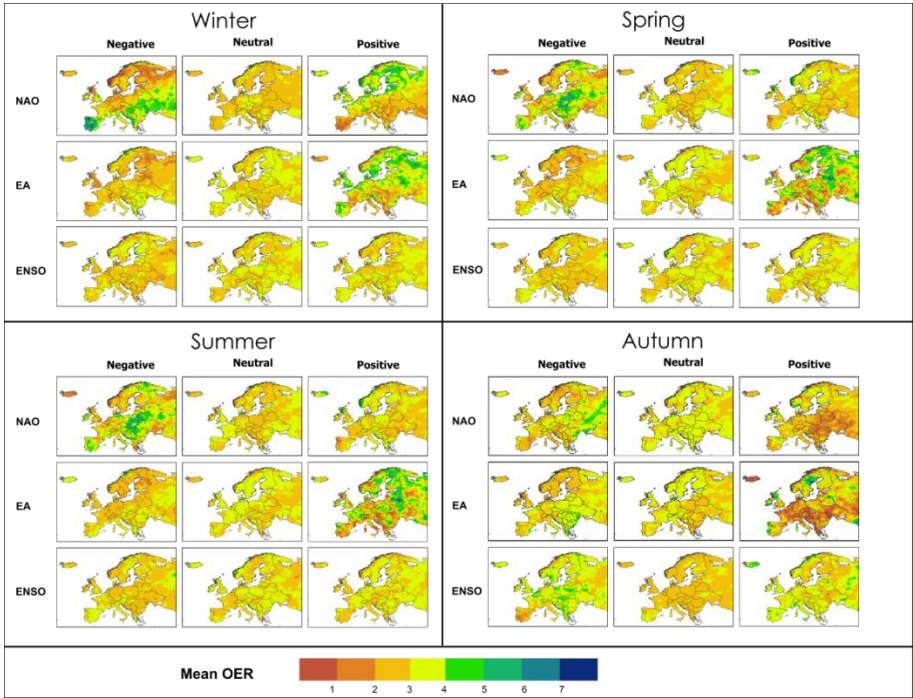 Winter
Negative Neutral Positive
NAO
EA
ENSO
Spring
Negative Neutral Positive
NAO
EA
ENSO
Summer
Negative Neutral Positive
NAO
EA
ENSO
Autumn
Negative Neutral Positive
NAO
EA
ENSO
Mean OER
1 2 3 4 5 6 7